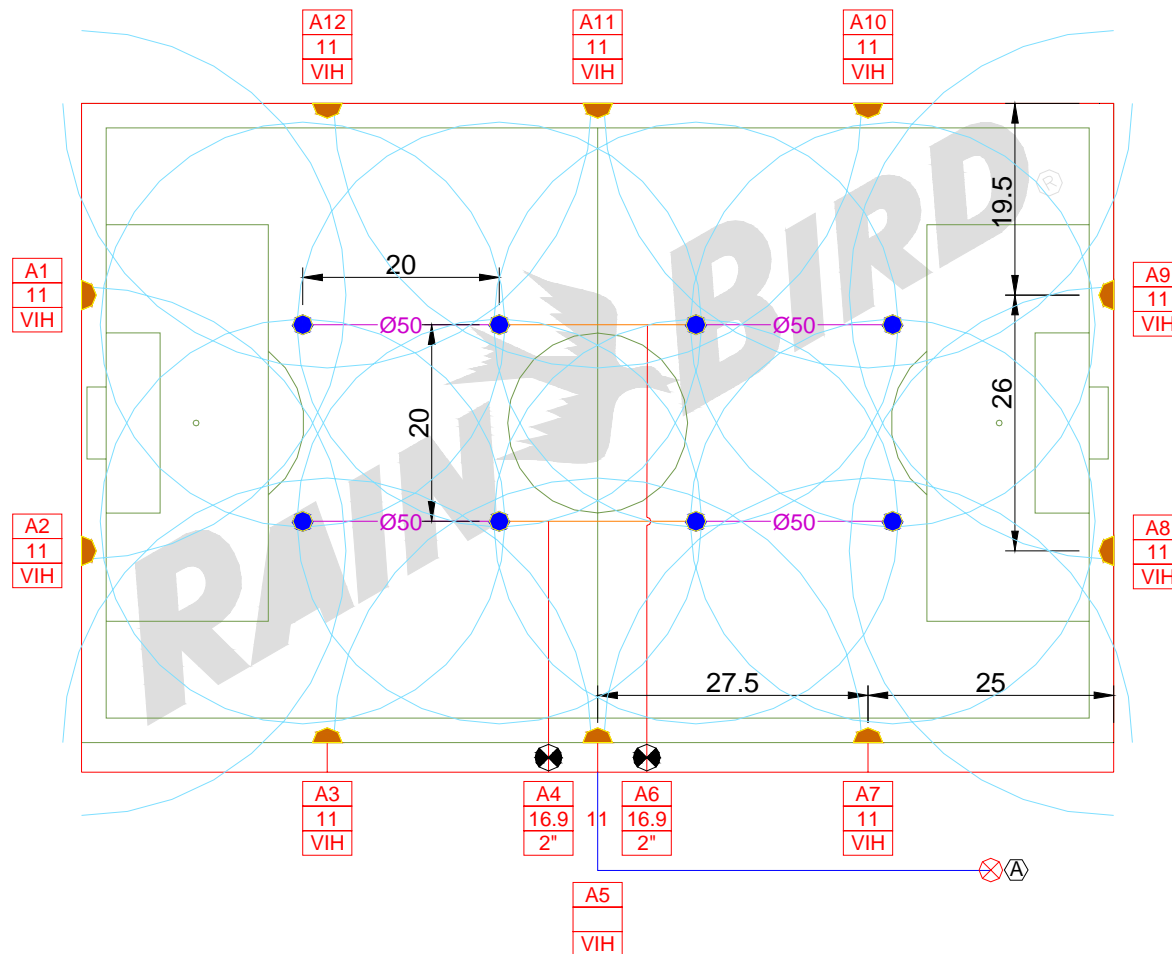 A12
11
VIH
A11
11
VIH
A10
11
VIH
19.5
RAIN BIRD ®
A1
11
VIH
20
A9
11
VIH
Ø50
Ø50
20
26
A2
11
VIH
Ø50
Ø50
A8
11
VIH
27.5
25
A3
11
VIH
A4
16.9
2"
11
A6
16.9
2"
A7
11
VIH
A
A5
VIH